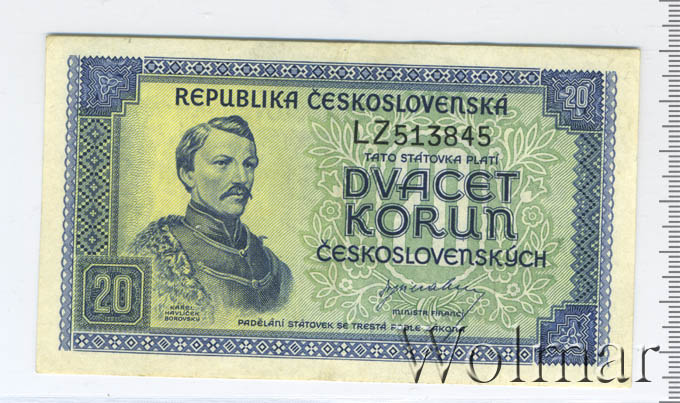 20
REPUBLIKA ČESKOSLOVENSKÁ
LZ513845
TATO STÁTOVKA PLATÍ
DVACET
KORUN
ČESKOSLOVENSKÝCH
MINISTR FINANCÍ
20
KAREL
HAVLÍČEK
BOROVSKÝ
PADĚLÁNÍ STÁTOVEK SE TRESTÁ PODLE ZÁKONA
Wolmar